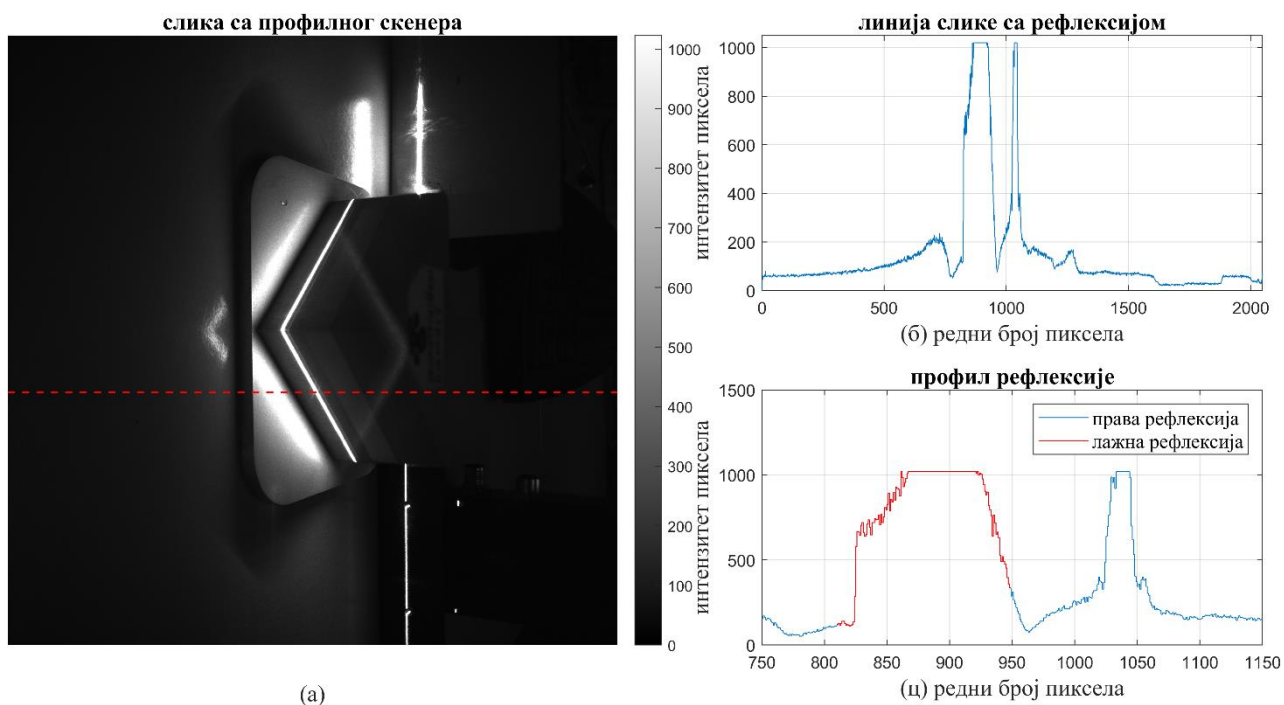 слика са профилног скенера
1000
900
800
700
600
500
400
300
200
100
0
(а)
линија слике са рефлексијом
интензитет пиксела
1000
800
600
400
200
0
0 500 1000 1500 2000
(б) редни број пиксела
профил рефлексије
интензитет пиксела
1500
1000
500
0
права рефлексија
лажна рефлексија
750 800 850 900 950 1000 1050 1100 1150
(ц) редни број пиксела